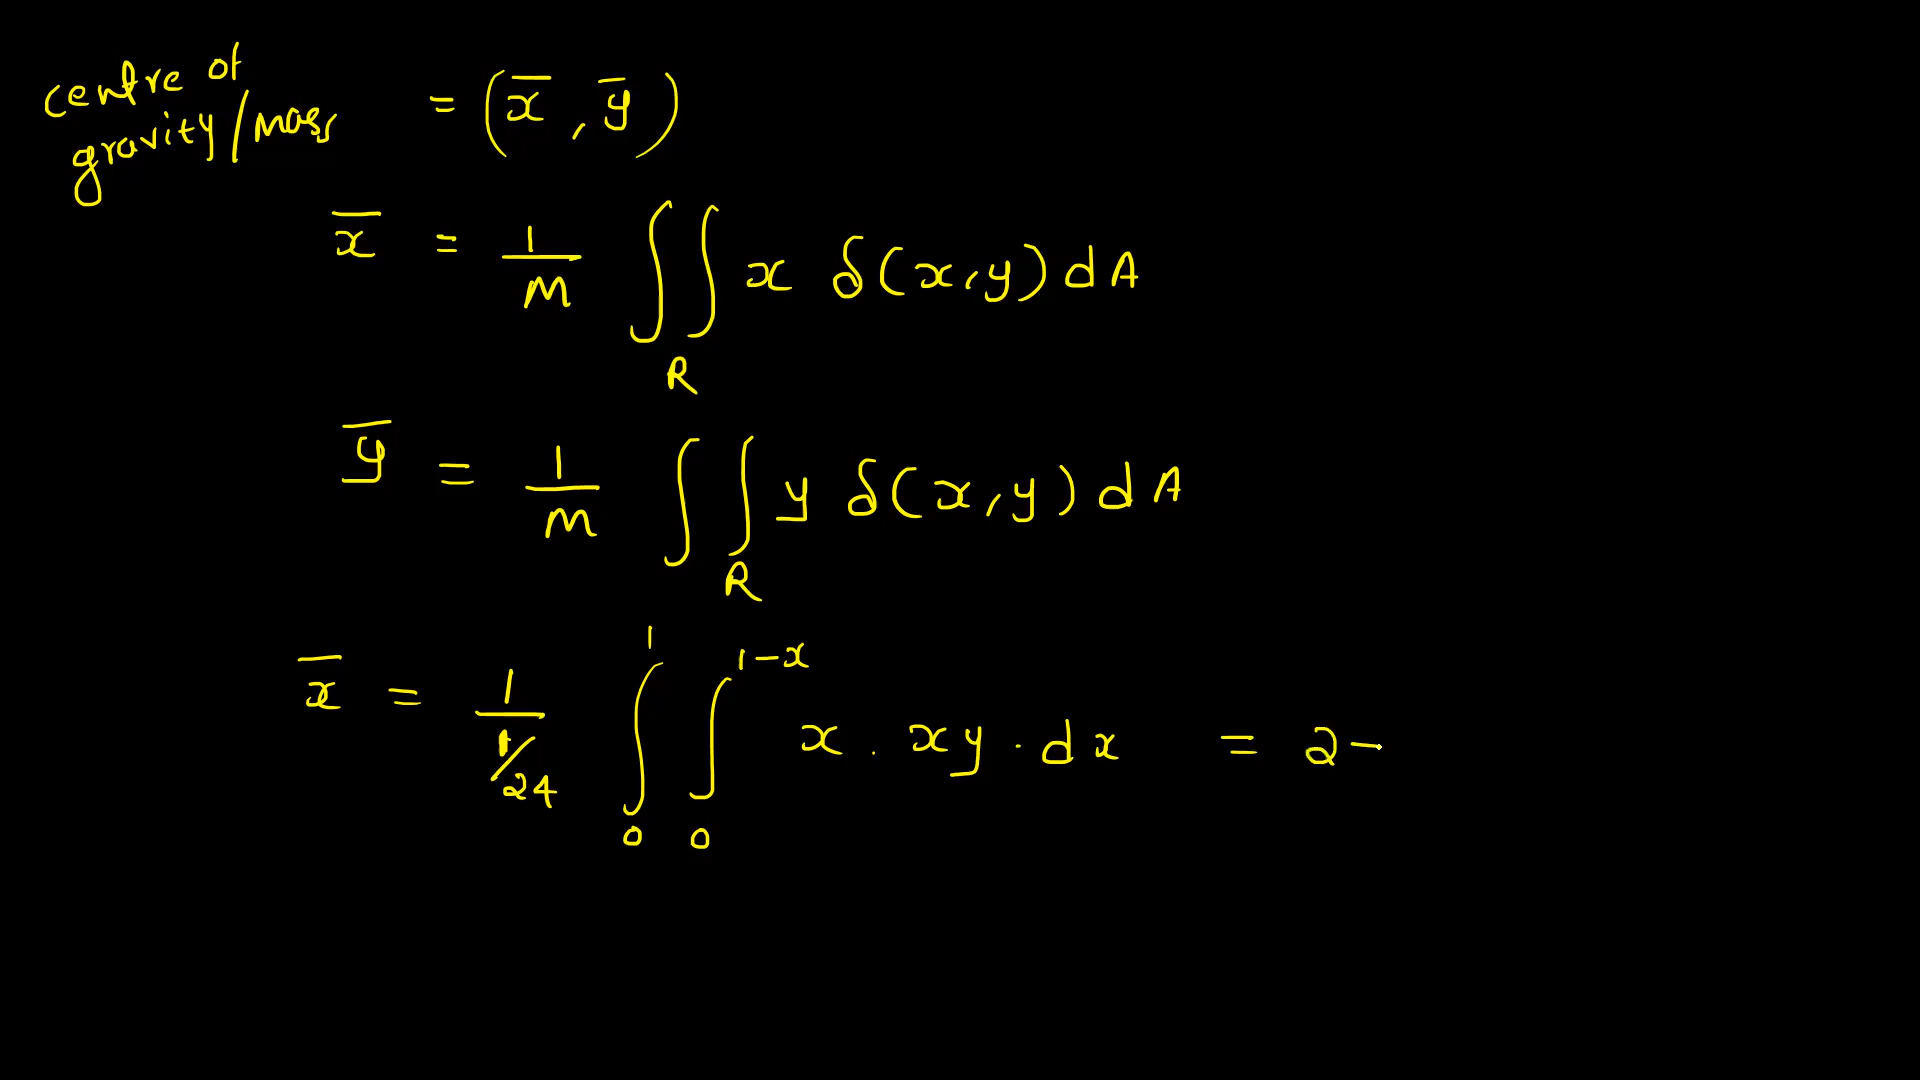 centre of gravity/mass = (x̄, ȳ)
x̄ = 1/M ∫∫_R x δ(x,y) dA
ȳ = 1/M ∫∫_R y δ(x,y) dA
x̄ = 1/(1/24) ∫_0^1 ∫_0^{1-x} x . xy . dx = 2